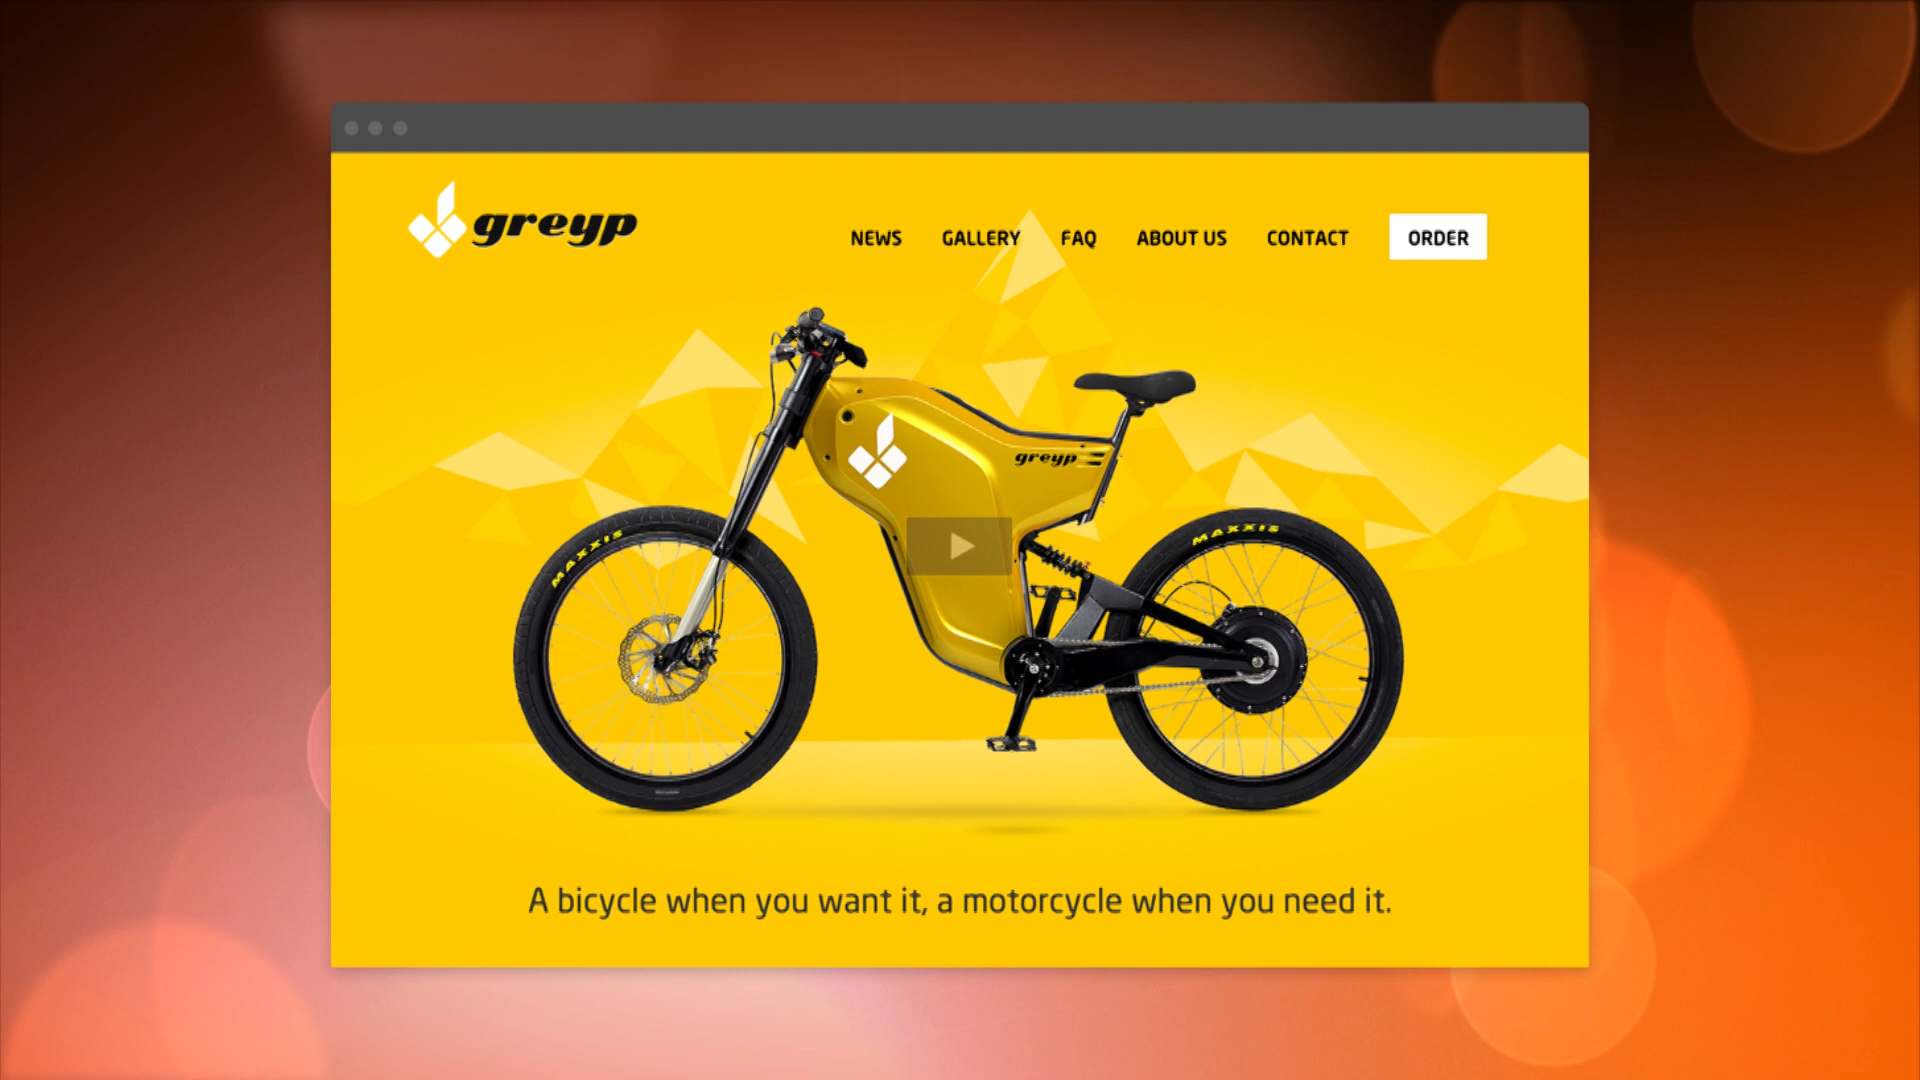 greyp
NEWS GALLERY FAQ ABOUT US CONTACT ORDER
greyp
MAXXIS
MAXXIS
A bicycle when you want it, a motorcycle when you need it.